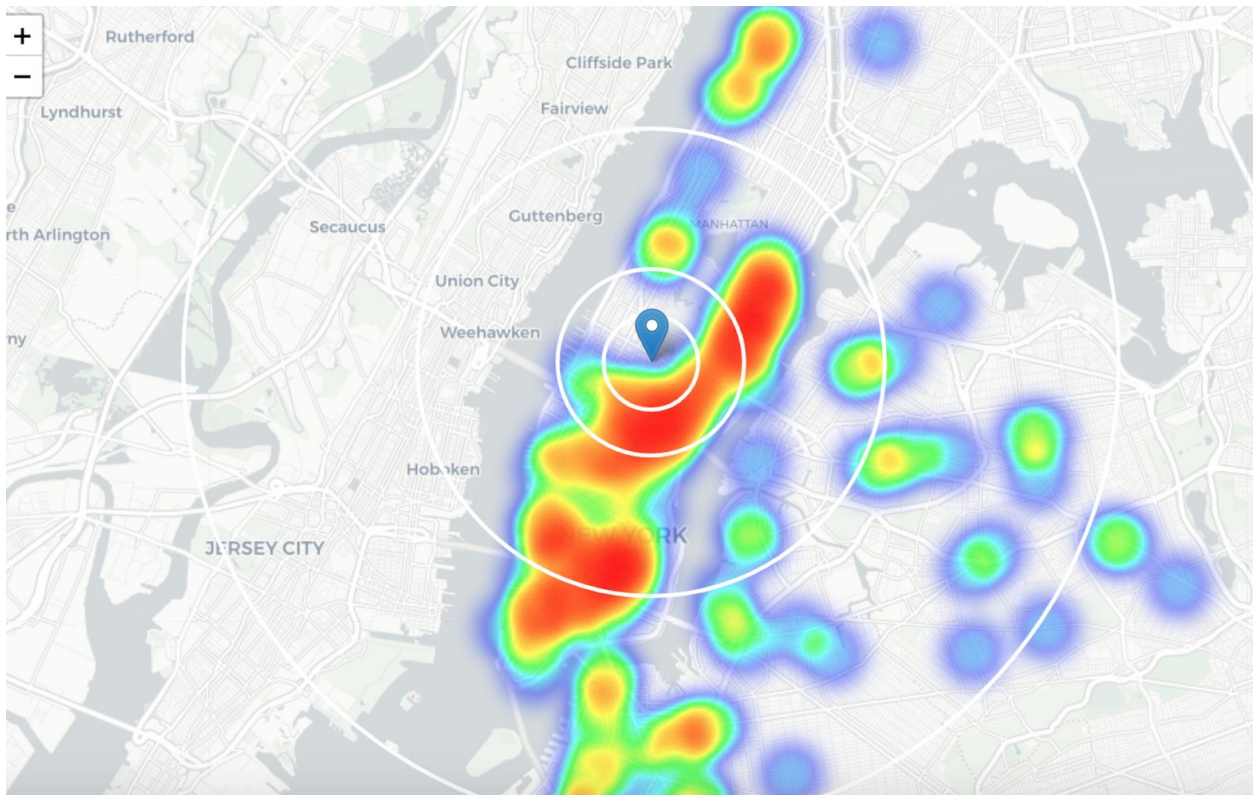 +
−
Rutherford
Cliffside Park
Lyndhurst
Fairview
Guttenberg
MANHATTAN
Secaucus
rth Arlington
Union City
Weehawken
Hoboken
NEW YORK
JERSEY CITY